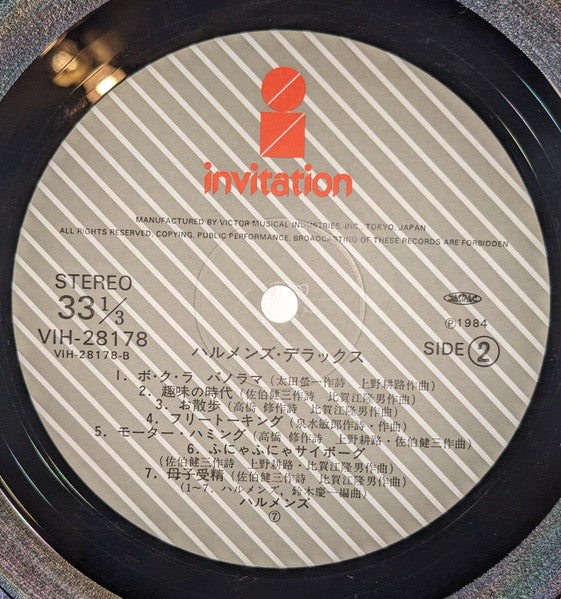 invitation
MANUFACTURED BY VICTOR MUSICAL INDUSTRIES, INC., TOKYO, JAPAN
ALL RIGHTS RESERVED, COPYING, PUBLIC PERFORMANCE, BROADCASTING OF THESE RECORDS ARE FORBIDDEN
STEREO
33 1/3
VIH-28178
VIH-28178-B
JASRAC
Ⓟ1984
SIDE ②
ハルメンズ・デラックス
1. ボ・ク・ラ パノラマ (太田螢一作詩 上野耕路作曲)
2. 趣味の時代 (佐伯健三作詩 比賀江隆男作曲)
3. お散歩 (高橋 修作詩 比賀江隆男作曲)
4. フリートーキング (泉水敏郎作詩・作曲)
5. モーター・ハミング (高橋 修作詩 上野耕路・佐伯健三作曲)
6. ふにゃふにゃサイボーグ
(佐伯健三作詩 上野耕路・比賀江隆男作曲)
7. 母子受精 (佐伯健三作詩 比賀江隆男作曲)
(1~7. ハルメンズ, 鈴木慶一編曲)
ハルメンズ
⑦